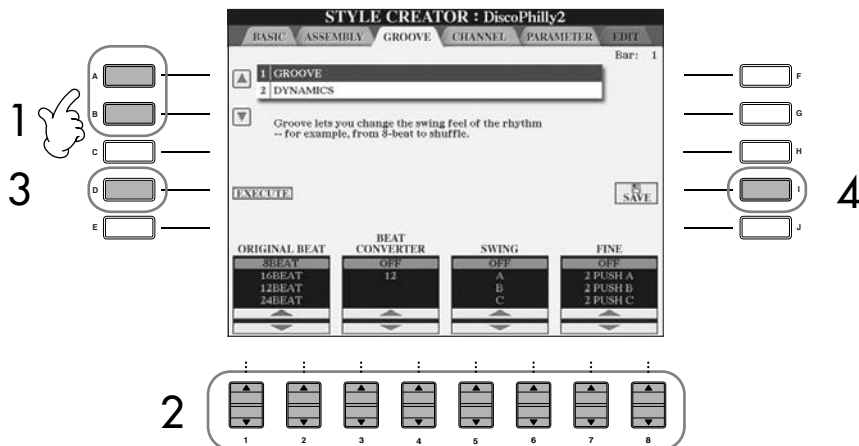 STYLE CREATOR : DiscoPhilly2
BASIC ASSEMBLY GROOVE CHANNEL PARAMETER EDIT
Bar: 1
1 GROOVE
2 DYNAMICS
Groove lets you change the swing feel of the rhythm
-- for example, from 8-beat to shuffle.
EXECUTE
SAVE
ORIGINAL BEAT
8BEAT
16BEAT
12BEAT
24BEAT
BEAT
CONVERTER
OFF
12
SWING
OFF
A
B
C
FINE
OFF
2 PUSH A
2 PUSH B
2 PUSH C
A
B
C
D
E
F
G
H
I
J
1
3
4
2
1 2 3 4 5 6 7 8